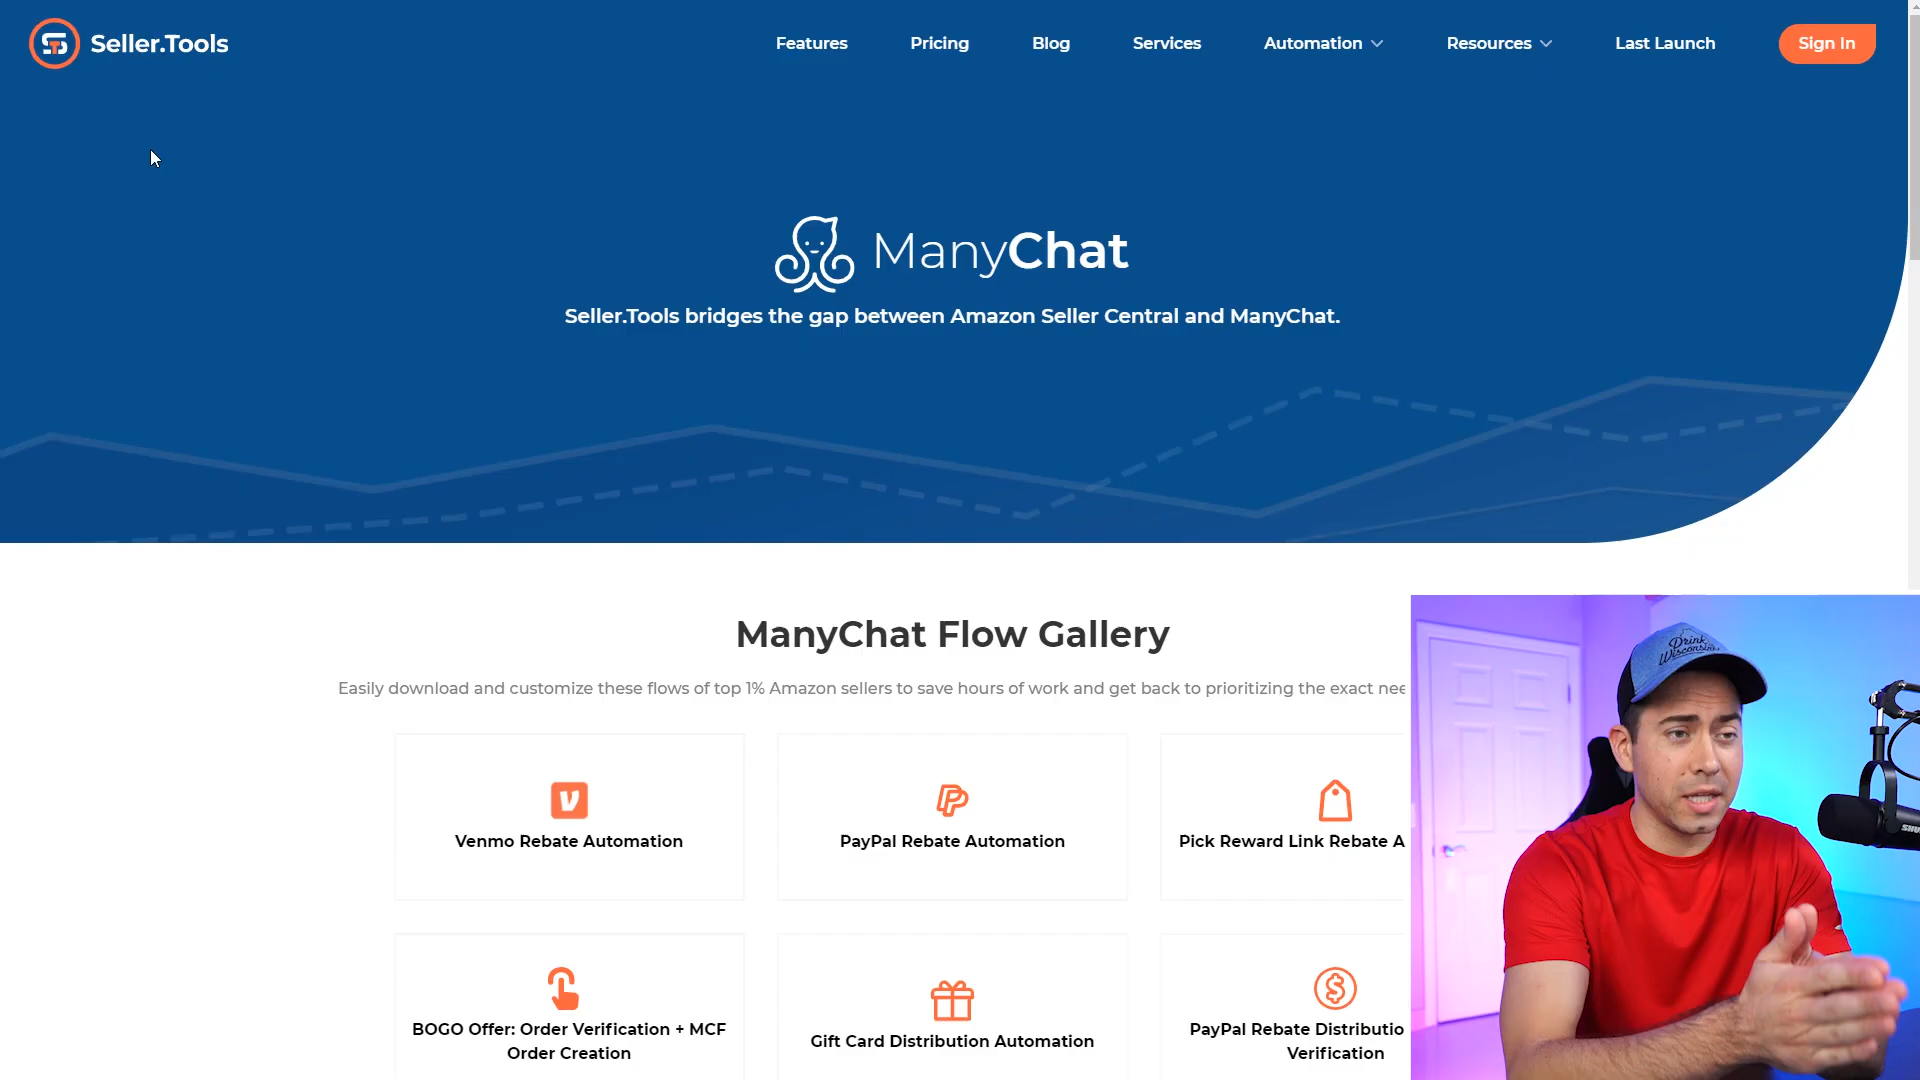 Seller.Tools
Features
Pricing
Blog
Services
Automation
Resources
Last Launch
Sign In
ManyChat
Seller.Tools bridges the gap between Amazon Seller Central and ManyChat.
ManyChat Flow Gallery
Easily download and customize these flows of top 1% Amazon sellers to save hours of work and get back to prioritizing the exact nee
Venmo Rebate Automation
PayPal Rebate Automation
Pick Reward Link Rebate A
BOGO Offer: Order Verification + MCF
Order Creation
Gift Card Distribution Automation
PayPal Rebate Distributio
Verification
Drink
Wisconsin